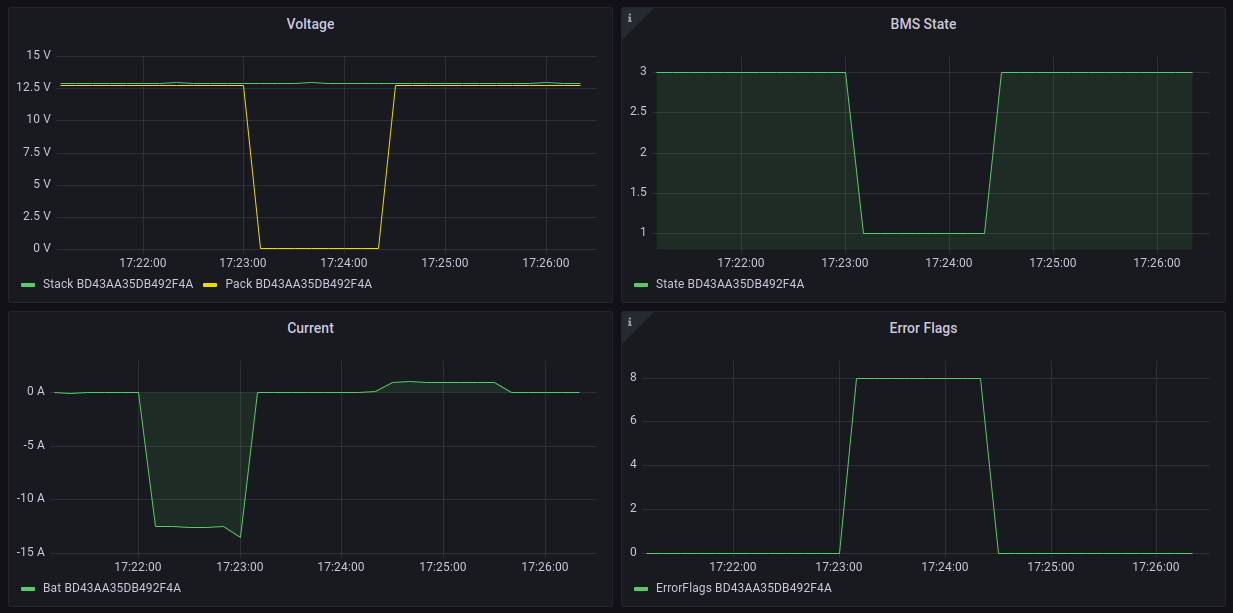 Voltage
15 V
12.5 V
10 V
7.5 V
5 V
2.5 V
0 V
17:22:00 17:23:00 17:24:00 17:25:00 17:26:00
Stack BD43AA35DB492F4A Pack BD43AA35DB492F4A
i
BMS State
3
2.5
2
1.5
1
17:22:00 17:23:00 17:24:00 17:25:00 17:26:00
State BD43AA35DB492F4A
Current
0 A
-5 A
-10 A
-15 A
17:22:00 17:23:00 17:24:00 17:25:00 17:26:00
Bat BD43AA35DB492F4A
i
Error Flags
8
6
4
2
0
17:22:00 17:23:00 17:24:00 17:25:00 17:26:00
ErrorFlags BD43AA35DB492F4A